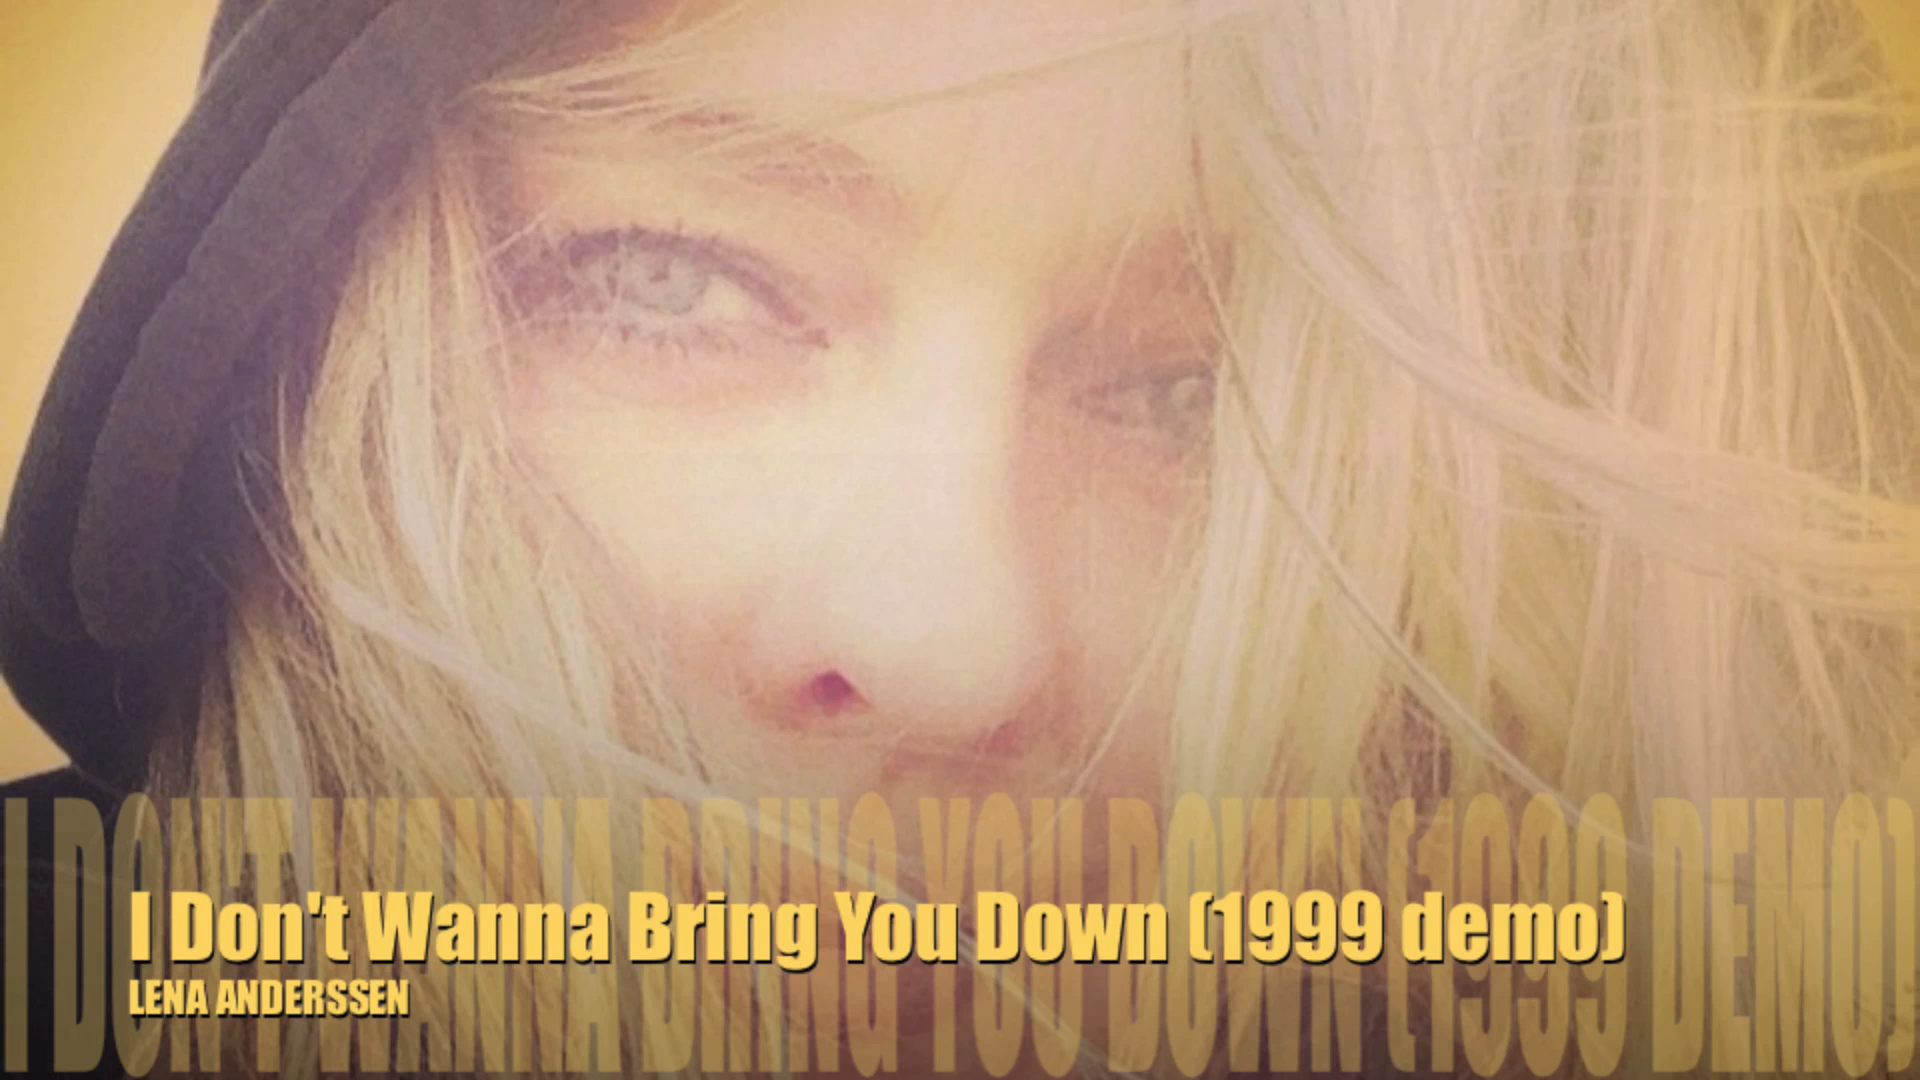 I DON'T WANNA BRING YOU DOWN (1999 DEMO)
I Don't Wanna Bring You Down (1999 demo)
LENA ANDERSSEN